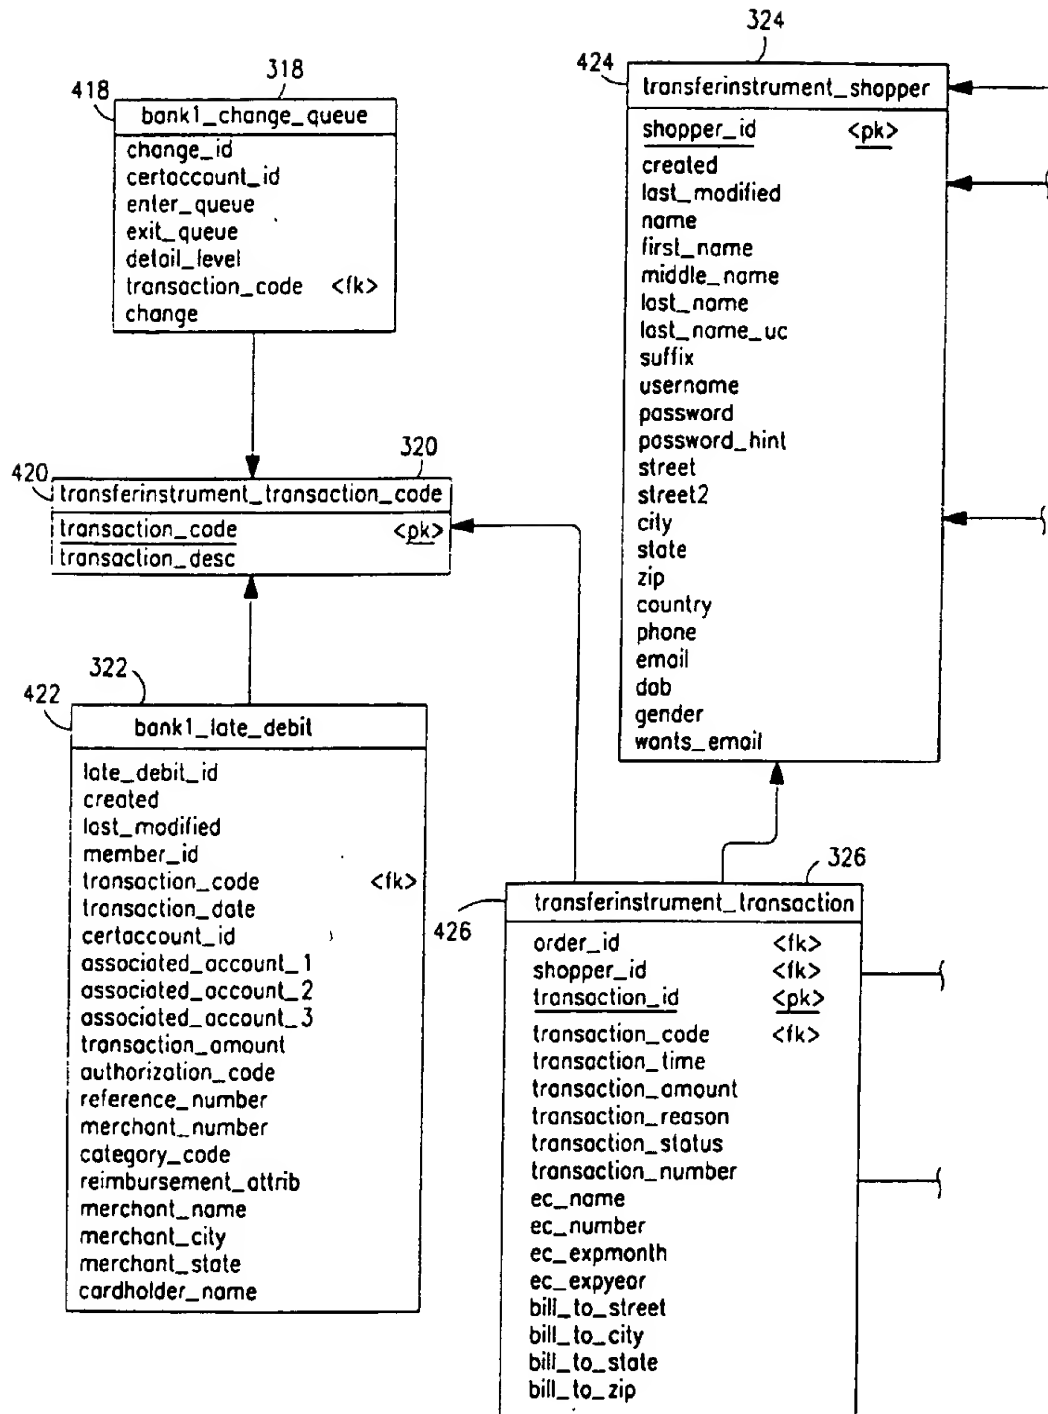 318
418
bank1_change_queue
change_id
certaccount_id
enter_queue
exit_queue
detail_level
transaction_code <fk>
change
320
420
transferinstrument_transaction_code
transaction_code <pk>
transaction_desc
322
422
bank1_late_debit
late_debit_id
created
last_modified
member_id
transaction_code <fk>
transaction_date
certaccount_id
associated_account_1
associated_account_2
associated_account_3
transaction_amount
authorization_code
reference_number
merchant_number
category_code
reimbursement_attrib
merchant_name
merchant_city
merchant_state
cardholder_name
324
424
transferinstrument_shopper
shopper_id <pk>
created
last_modified
name
first_name
middle_name
last_name
last_name_uc
suffix
username
password
password_hint
street
street2
city
state
zip
country
phone
email
dab
gender
wants_email
326
426
transferinstrument_transaction
order_id <fk>
shopper_id <fk>
transaction_id <pk>
transaction_code <fk>
transaction_time
transaction_amount
transaction_reason
transaction_status
transaction_number
ec_name
ec_number
ec_expmonth
ec_expyear
bill_to_street
bill_to_city
bill_to_state
bill_to_zip